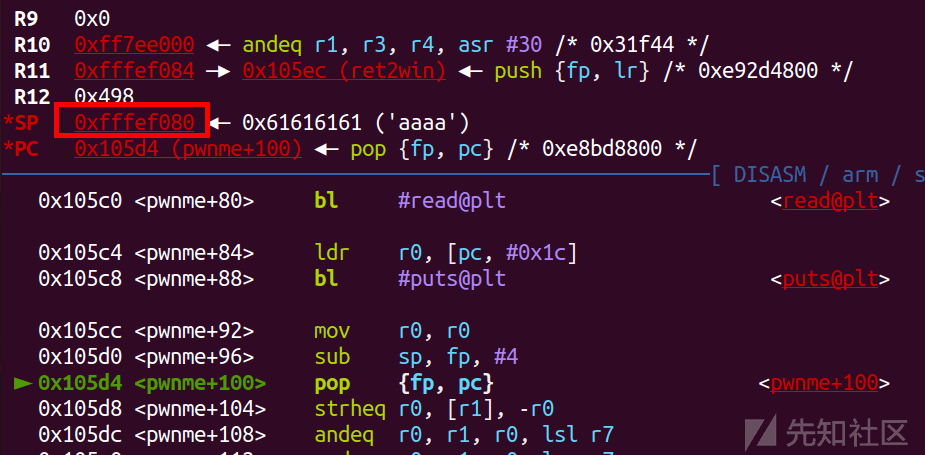 R9 0x0
R10 0xff7ee000 ◂— andeq r1, r3, r4, asr #30 /* 0x31f44 */
R11 0xfffef084 —▸ 0x105ec (ret2win) ◂— push {fp, lr} /* 0xe92d4800 */
R12 0x498
*SP 0xfffef080 ◂— 0x61616161 ('aaaa')
*PC 0x105d4 (pwnme+100) ◂— pop {fp, pc} /* 0xe8bd8800 */
[ DISASM / arm / s
0x105c0 <pwnme+80> bl #read@plt <read@plt>
0x105c4 <pwnme+84> ldr r0, [pc, #0x1c]
0x105c8 <pwnme+88> bl #puts@plt <puts@plt>
0x105cc <pwnme+92> mov r0, r0
0x105d0 <pwnme+96> sub sp, fp, #4
► 0x105d4 <pwnme+100> pop {fp, pc} <pwnme+100>
0x105d8 <pwnme+104> strheq r0, [r1], -r0
0x105dc <pwnme+108> andeq r0, r1, r0, lsl r7
先知社区